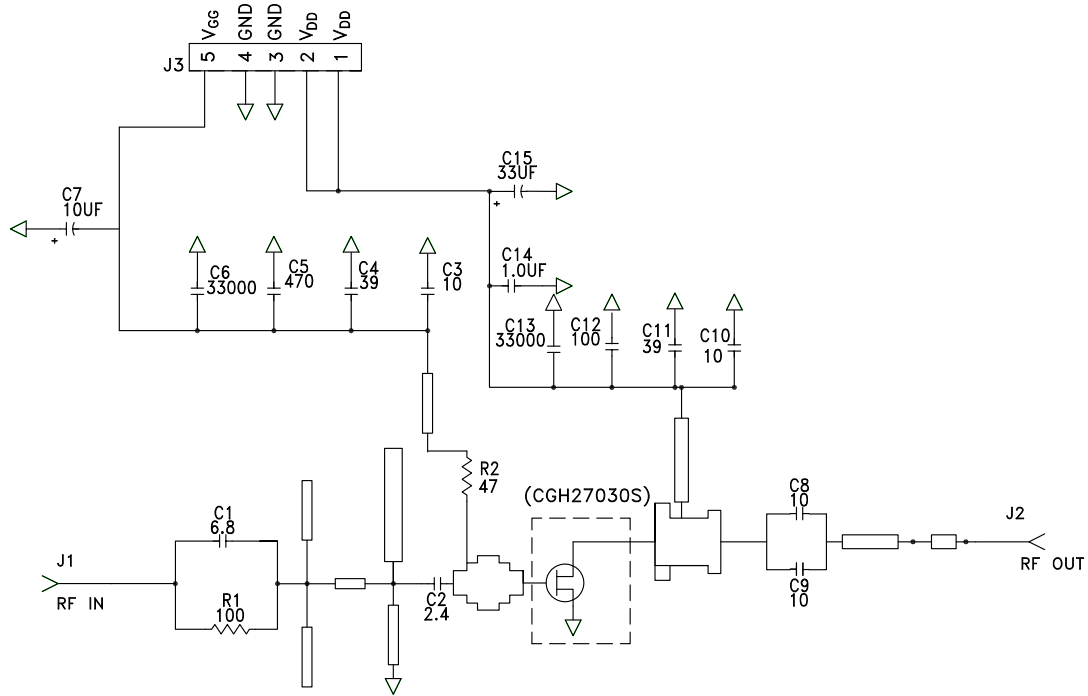 VGG
GND
GND
VDD
VDD
J3
5
4
3
2
1
C15
33UF
+
C7
10UF
+
C6
33000
C5
470
C4
39
C3
10
C14
1.0UF
C13
33000
C12
100
C11
39
C10
10
R2
47
(CGH27030S)
C8
10
C9
10
J2
RF OUT
C1
6.8
J1
RF IN
R1
100
C2
2.4